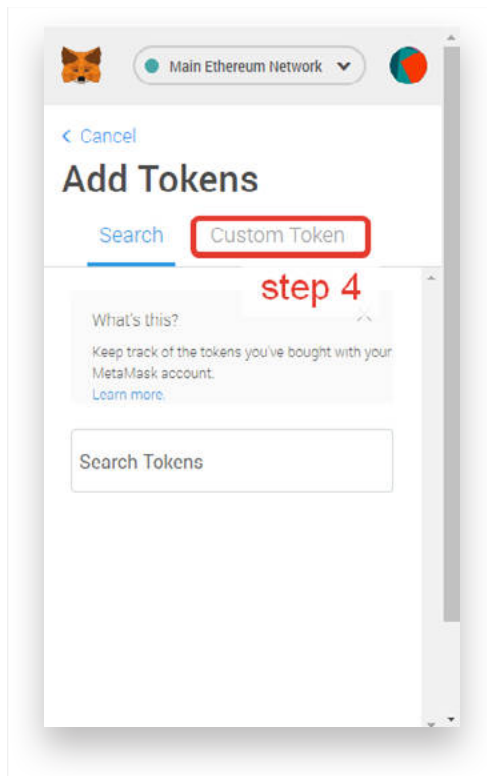 Main Ethereum Network
< Cancel
Add Tokens
Search Custom Token
step 4
What's this?
Keep track of the tokens you've bought with your
MetaMask account.
Learn more.
Search Tokens